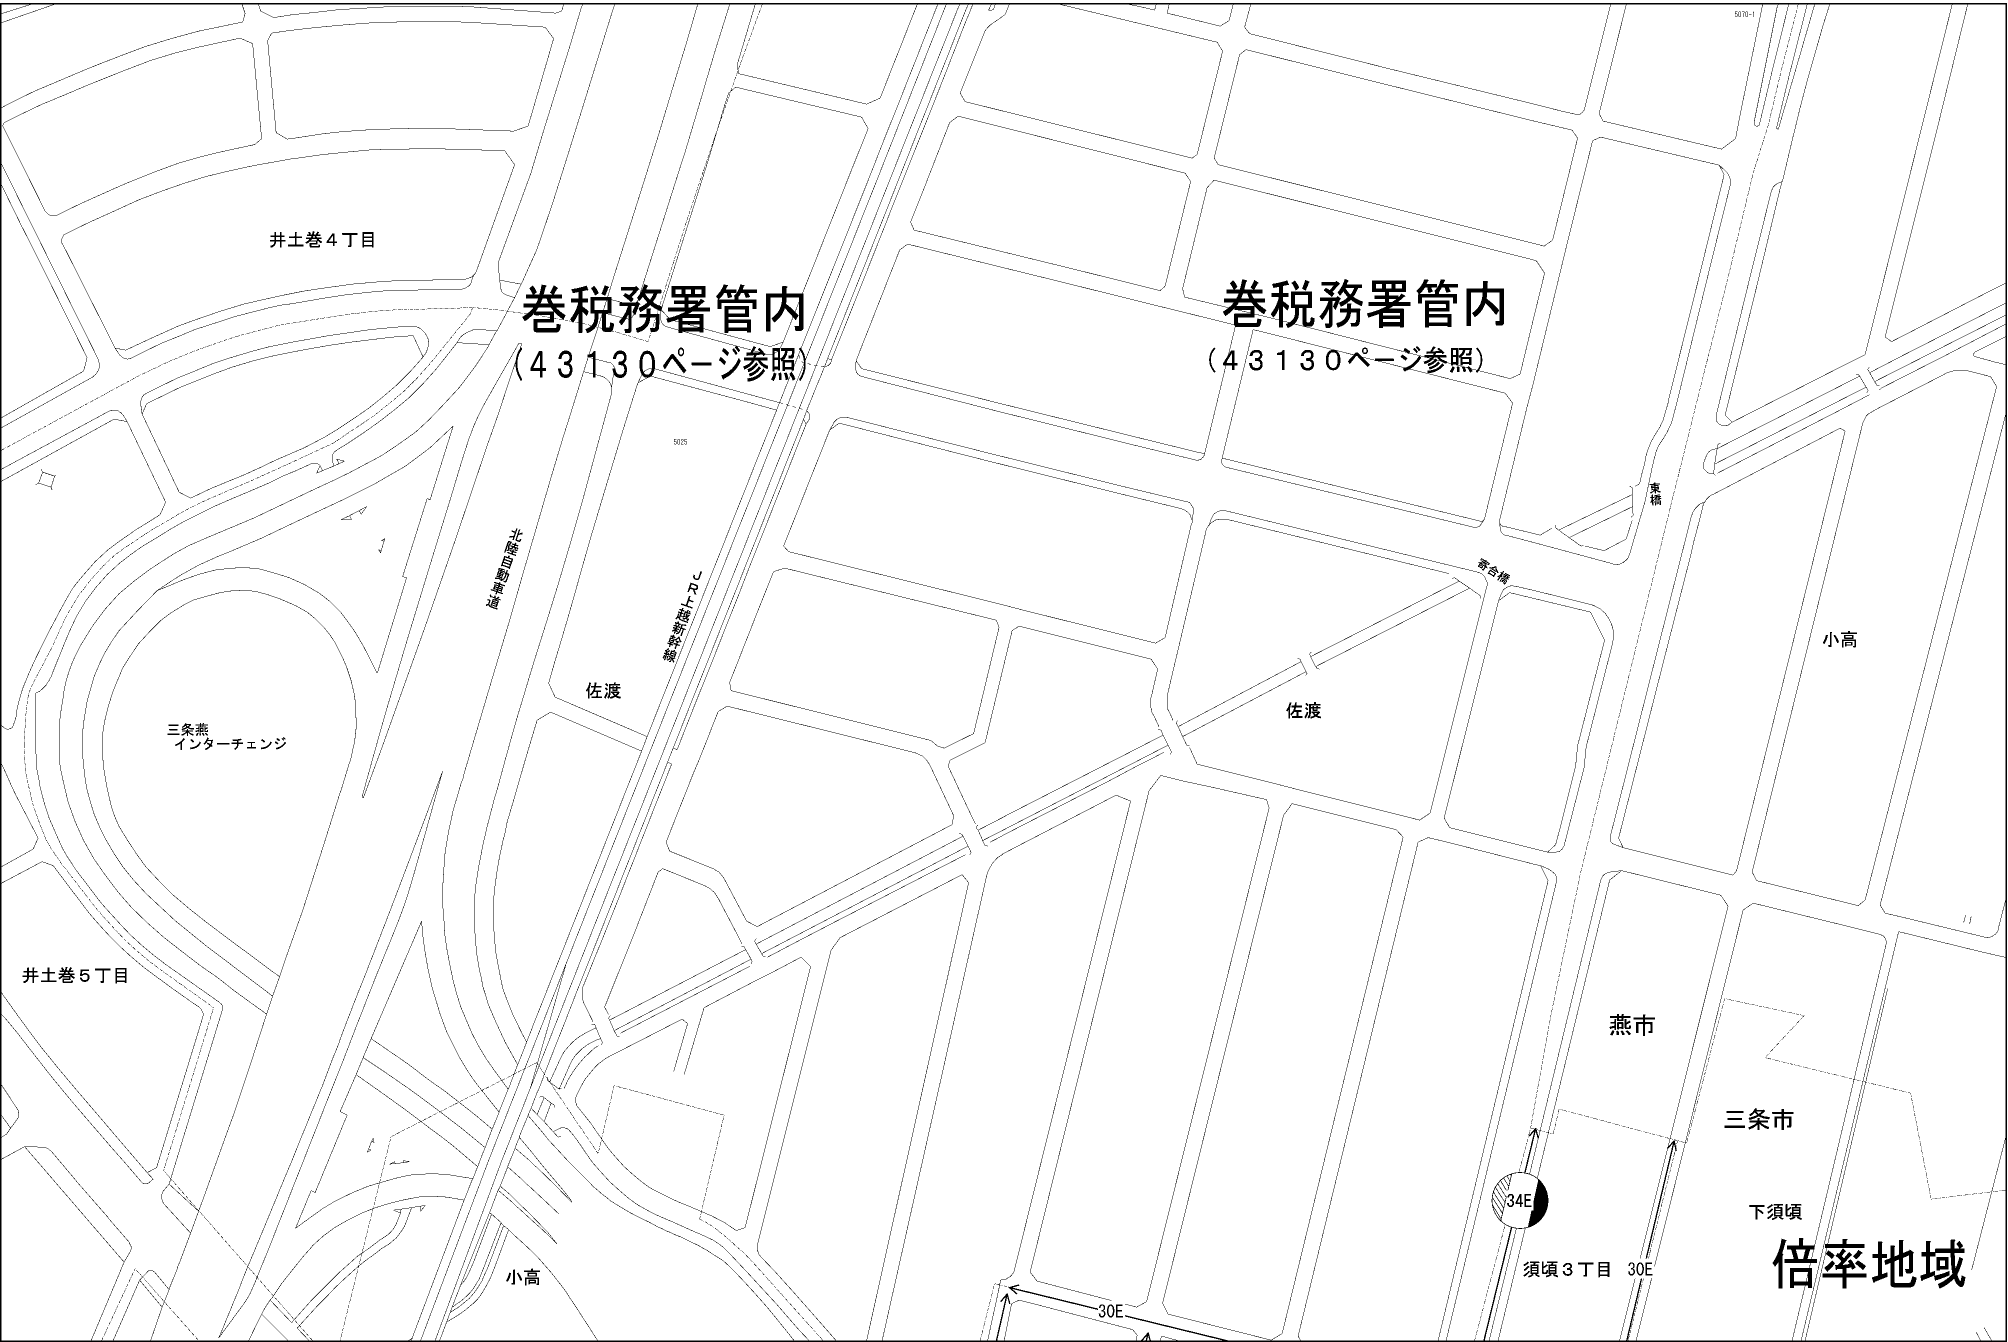 5070-1
井土巻４丁目
巻税務署管内
(４３１３０ページ参照)
巻税務署管内
(４３１３０ページ参照)
5025
東橋
北陸自動車道
ＪＲ上越新幹線
寄合橋
小高
佐渡
佐渡
三条燕
インターチェンジ
井土巻５丁目
燕市
三条市
34E
下須頃
須頃３丁目
30E
倍率地域
小高
30E